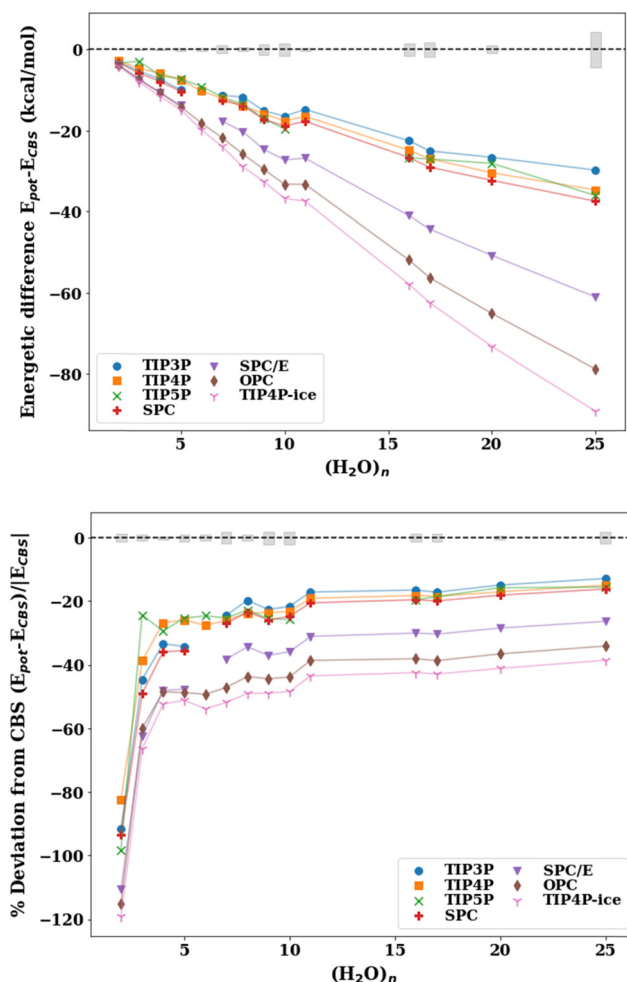 Energetic difference E_pot-E_CBS (kcal/mol)
0
−20
−40
−60
−80
TIP3P
TIP4P
TIP5P
SPC
SPC/E
OPC
TIP4P-ice
5
10
15
20
25
(H₂O)ₙ
% Deviation from CBS (E_pot-E_CBS)/|E_CBS|
0
−20
−40
−60
−80
−100
−120
TIP3P
TIP4P
TIP5P
SPC
SPC/E
OPC
TIP4P-ice
5
10
15
20
25
(H₂O)ₙ